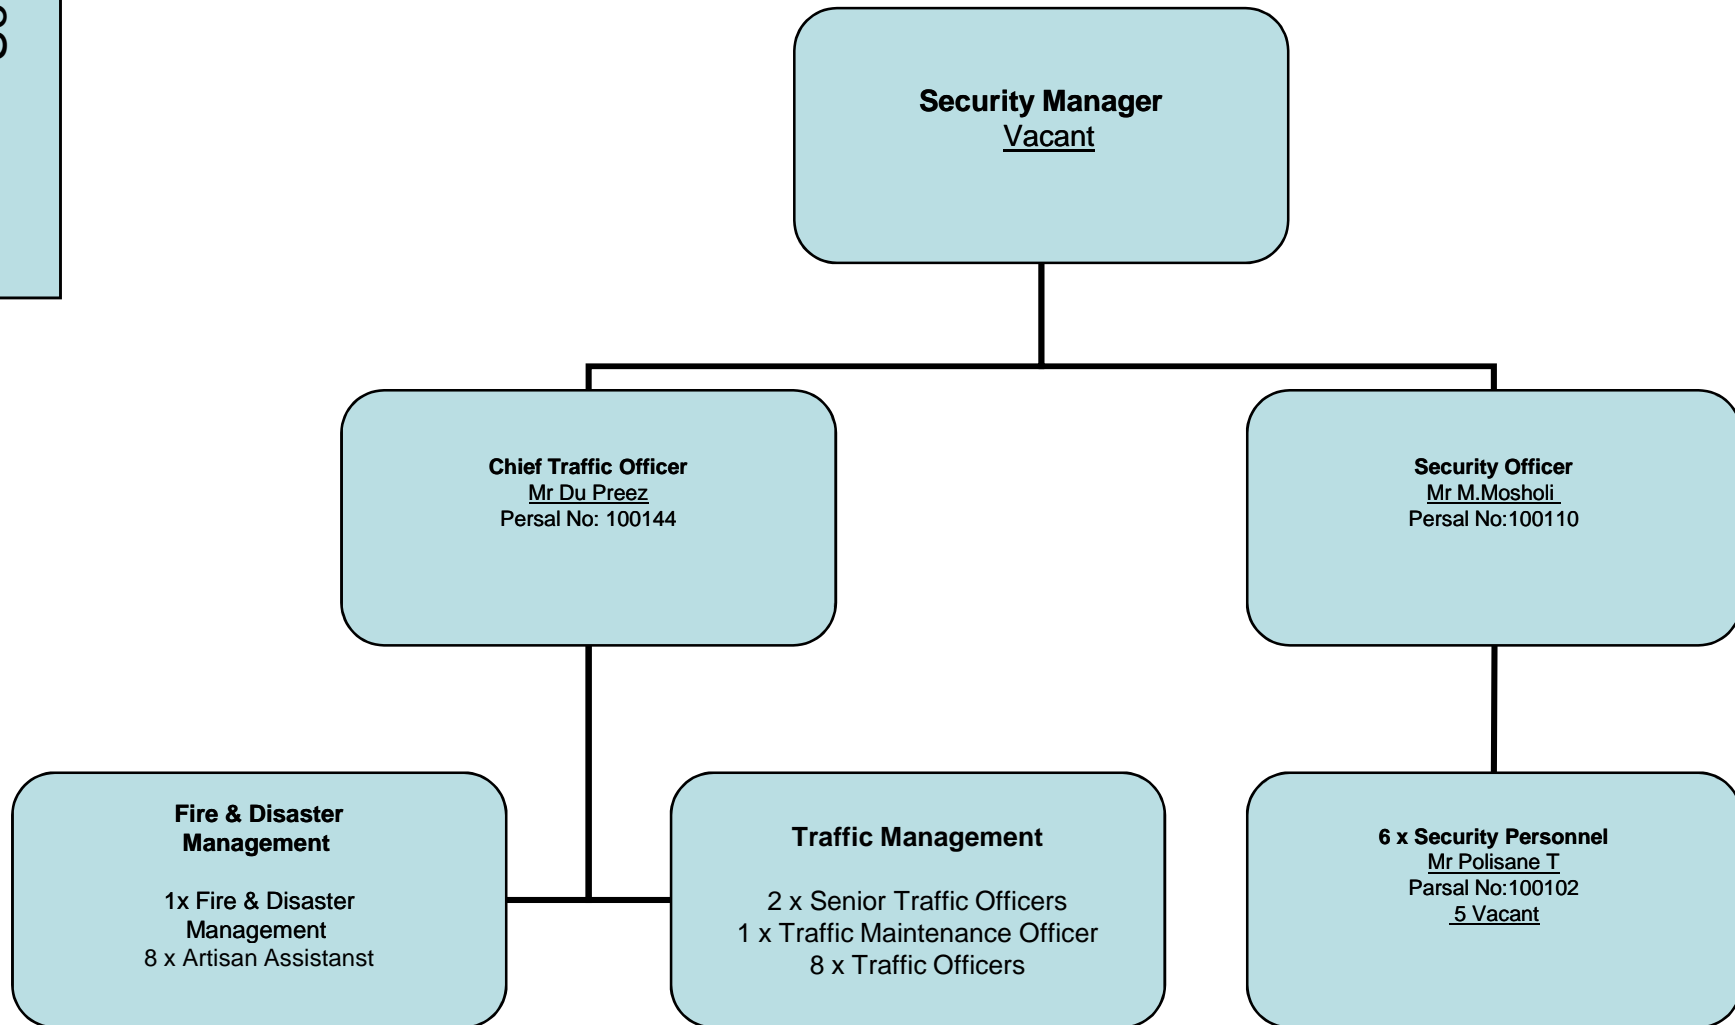 Security Manager
Vacant
Chief Traffic Officer
Mr Du Preez
Persal No: 100144
Security Officer
Mr M.Mosholi
Persal No:100110
Fire & Disaster
Management
1x Fire & Disaster
Management
8 x Artisan Assistanst
Traffic Management
2 x Senior Traffic Officers
1 x Traffic Maintenance Officer
8 x Traffic Officers
6 x Security Personnel
Mr Polisane T
Parsal No:100102
5 Vacant